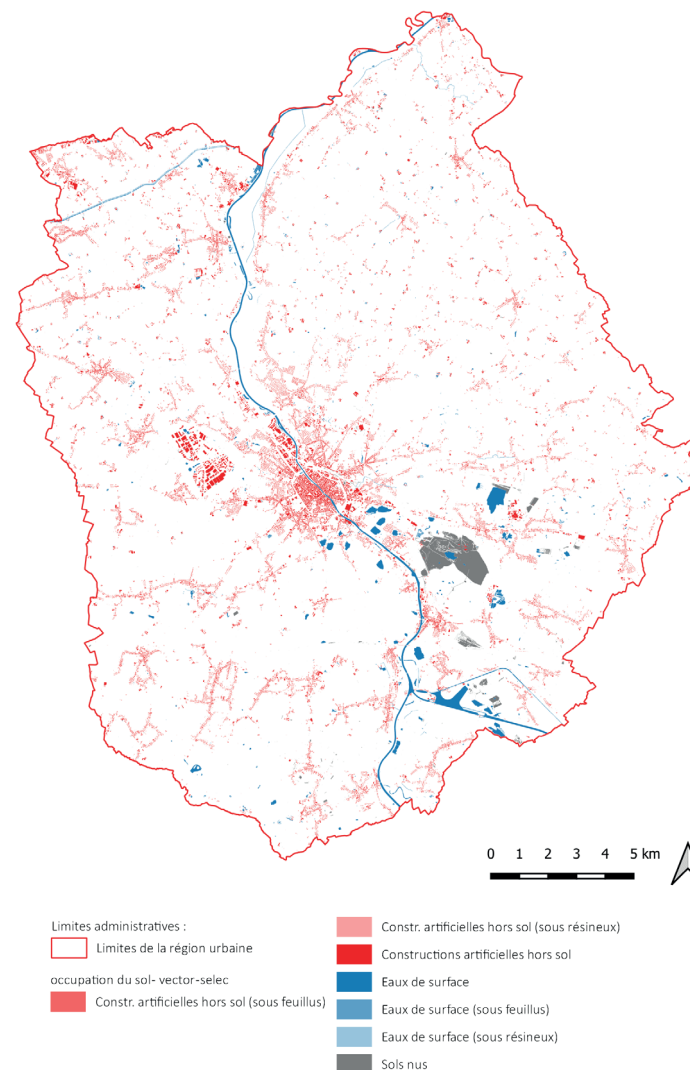 0 1 2 3 4 5 km
Limites administratives :
Limites de la région urbaine
occupation du sol- vector-selec
Constr. artificielles hors sol (sous feuillus)
Constr. artificielles hors sol (sous résineux)
Constructions artificielles hors sol
Eaux de surface
Eaux de surface (sous feuillus)
Eaux de surface (sous résineux)
Sols nus